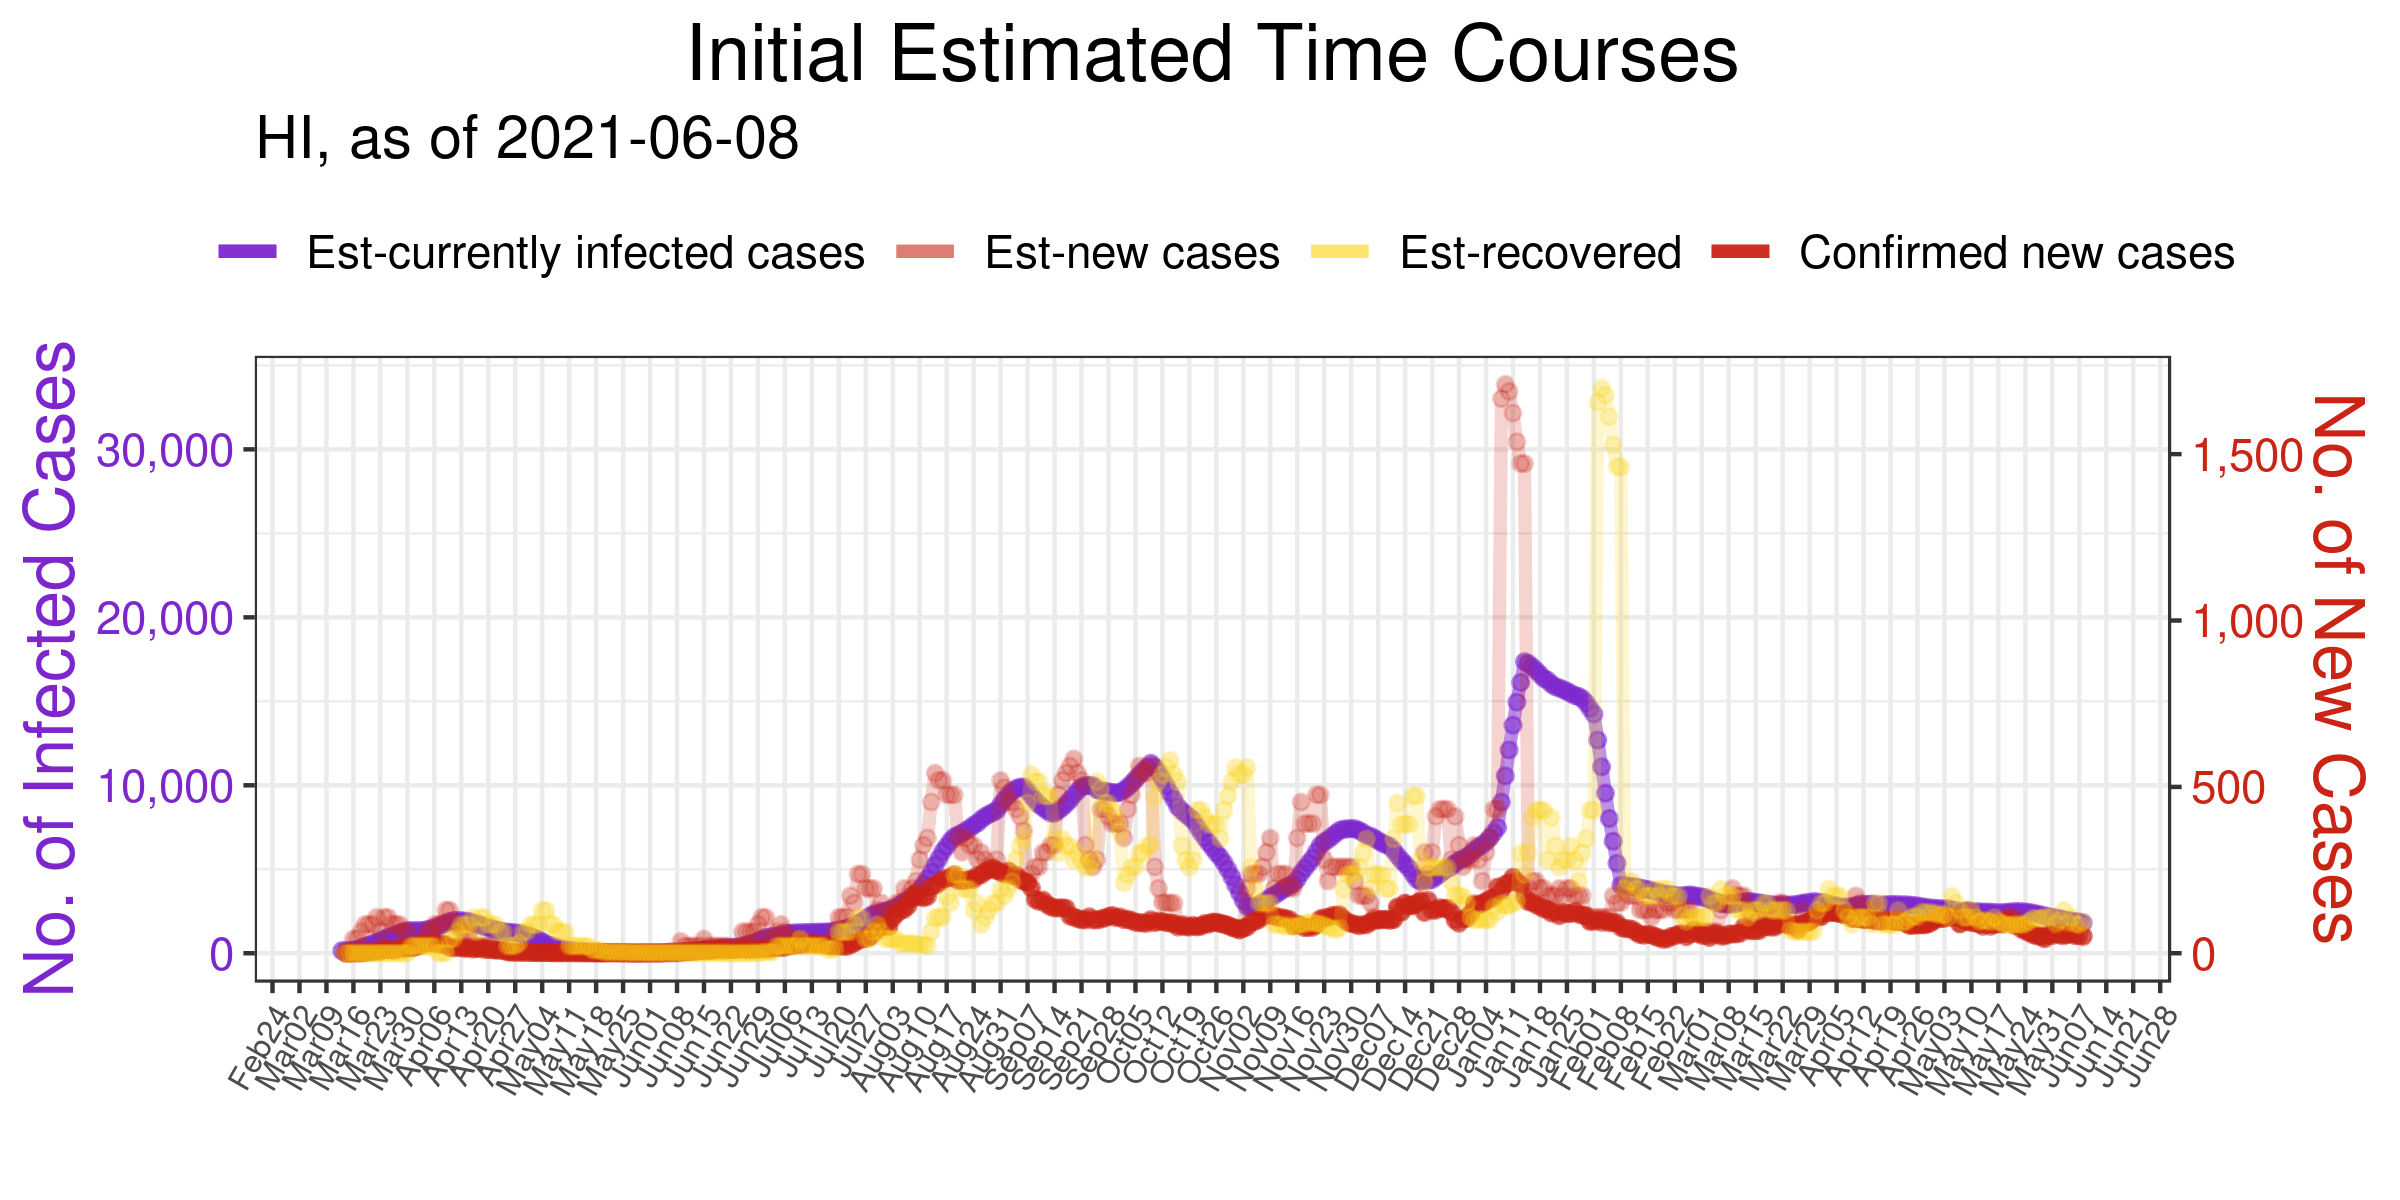 Initial Estimated Time Courses
HI, as of 2021-06-08
Est-currently infected cases
Est-new cases
Est-recovered
Confirmed new cases
No. of Infected Cases
30,000
20,000
10,000
0
No. of New Cases
1,500
1,000
500
0
Feb24
Mar02
Mar09
Mar16
Mar23
Mar30
Apr06
Apr13
Apr20
Apr27
May04
May11
May18
May25
Jun01
Jun08
Jun15
Jun22
Jun29
Jul06
Jul13
Jul20
Jul27
Aug03
Aug10
Aug17
Aug24
Aug31
Sep07
Sep14
Sep21
Sep28
Oct05
Oct12
Oct19
Oct26
Nov02
Nov09
Nov16
Nov23
Nov30
Dec07
Dec14
Dec21
Dec28
Jan04
Jan11
Jan18
Jan25
Feb01
Feb08
Feb15
Feb22
Mar01
Mar08
Mar15
Mar22
Mar29
Apr05
Apr12
Apr19
Apr26
May03
May10
May17
May24
May31
Jun07
Jun14
Jun21
Jun28